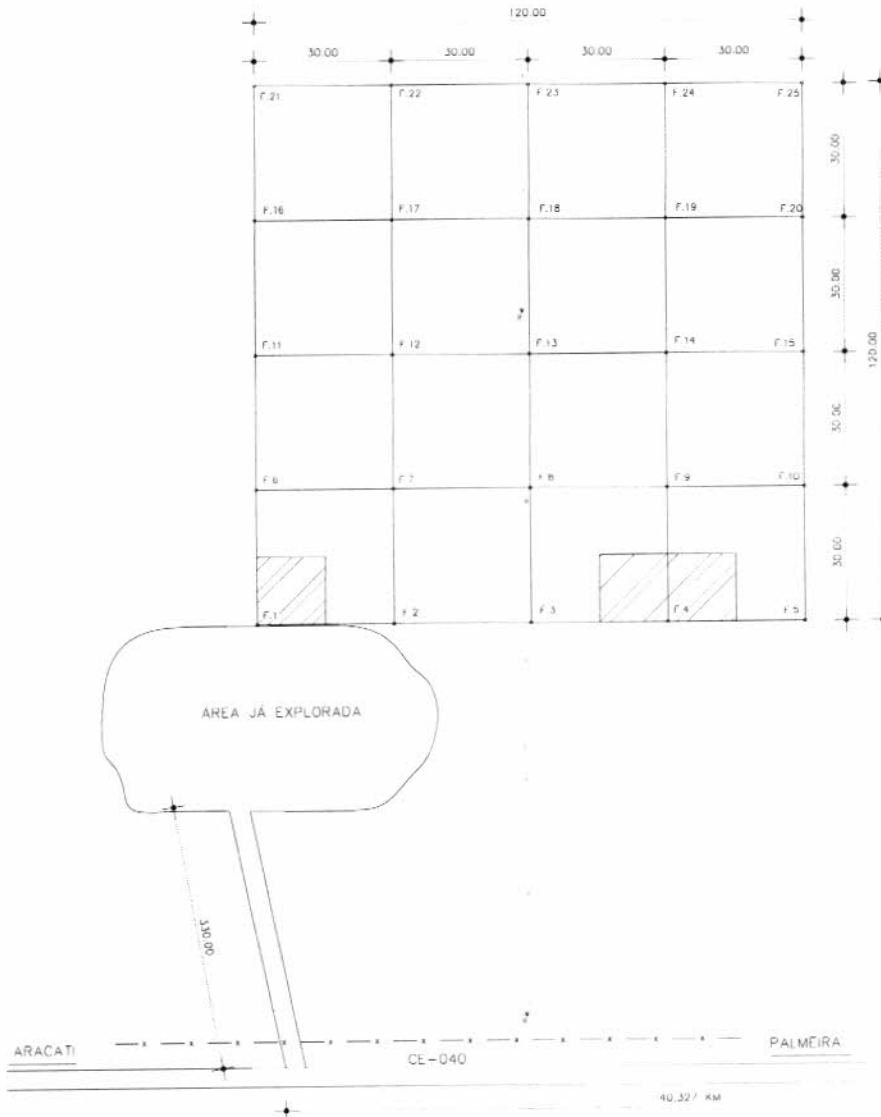 120.00
30.00 30.00 30.00 30.00
F.21 F.22 F.23 F.24 F.25
30.00
F.16 F.17 F.18 F.19 F.20
30.00
F.11 F.12 F.13 F.14 F.15
120.00
30.00
F.6 F.7 F.8 F.9 F.10
30.00
F.1 F.2 F.3 F.4 F.5
AREA JÁ EXPLORADA
330.00
ARACATI PALMEIRA
CE-040
40,327 KM